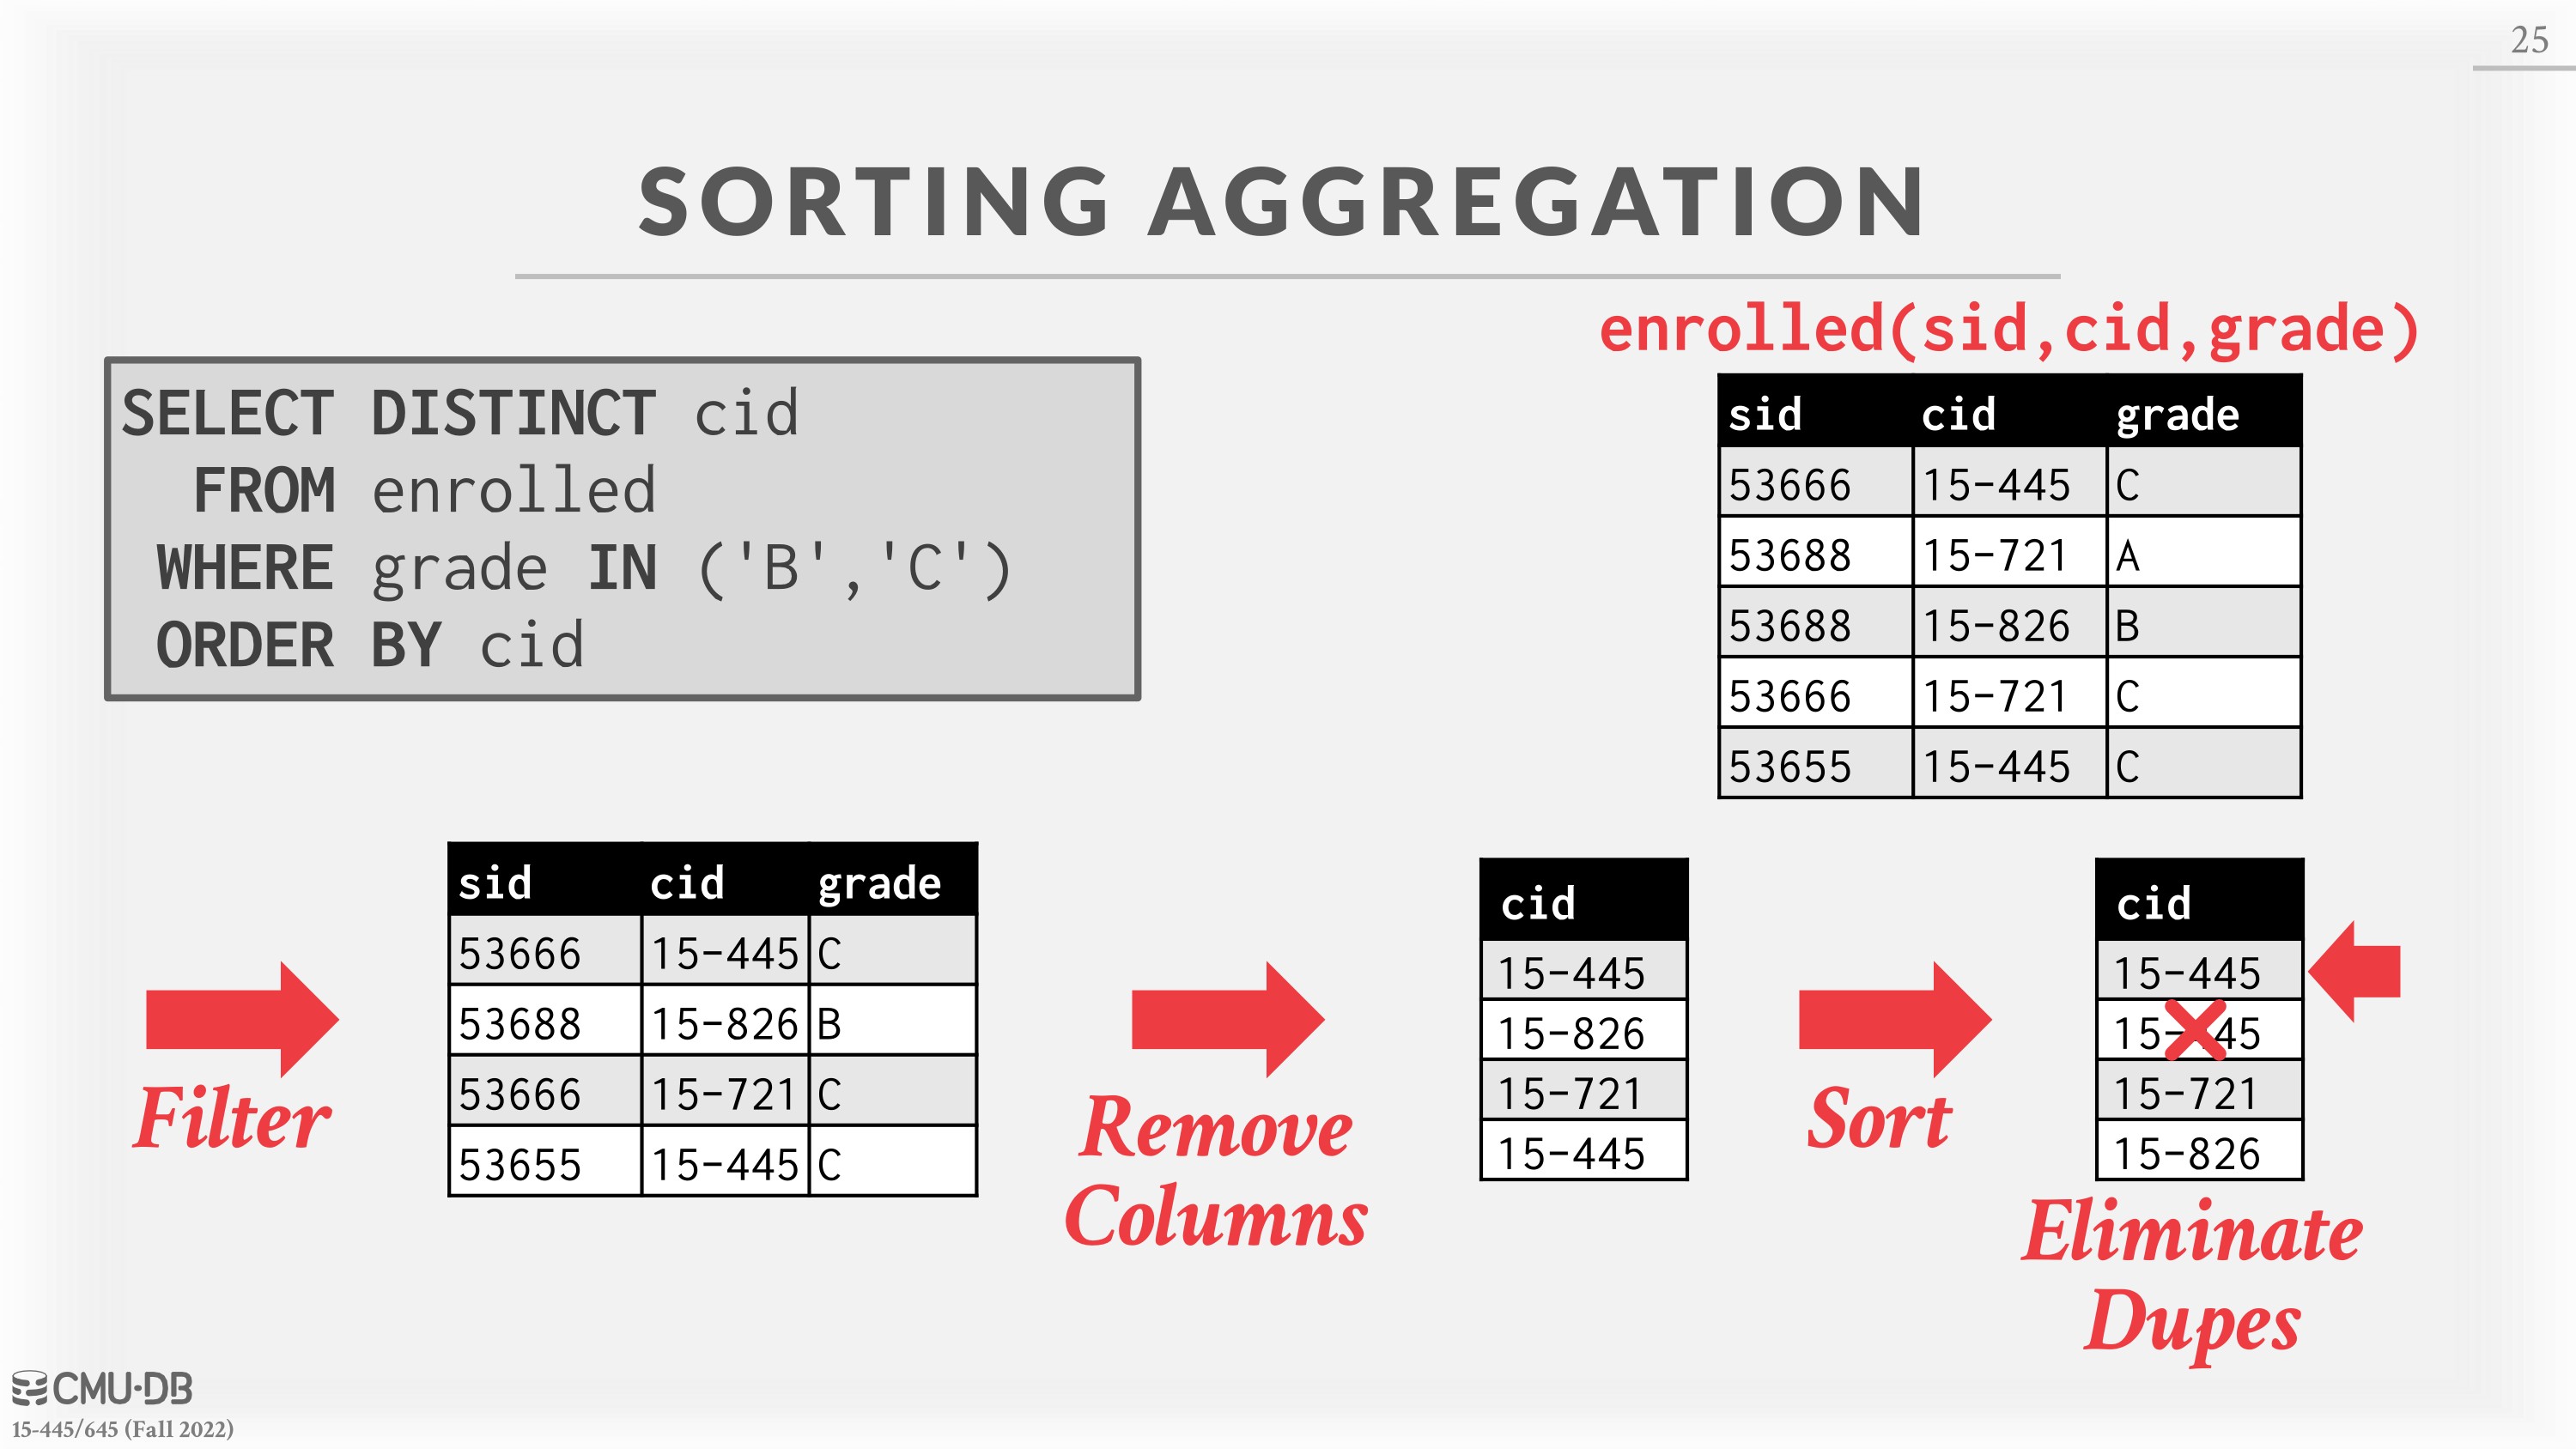 25
SORTING AGGREGATION
SELECT DISTINCT cid
FROM enrolled
WHERE grade IN ('B','C')
ORDER BY cid
enrolled(sid,cid,grade)
sid cid grade
53666 15-445 C
53688 15-721 A
53688 15-826 B
53666 15-721 C
53655 15-445 C
Filter
sid cid grade
53666 15-445 C
53688 15-826 B
53666 15-721 C
53655 15-445 C
Remove
Columns
cid
15-445
15-826
15-721
15-445
Sort
cid
15-445
15-445
15-721
15-826
Eliminate
Dupes
CMU·DB
15-445/645 (Fall 2022)